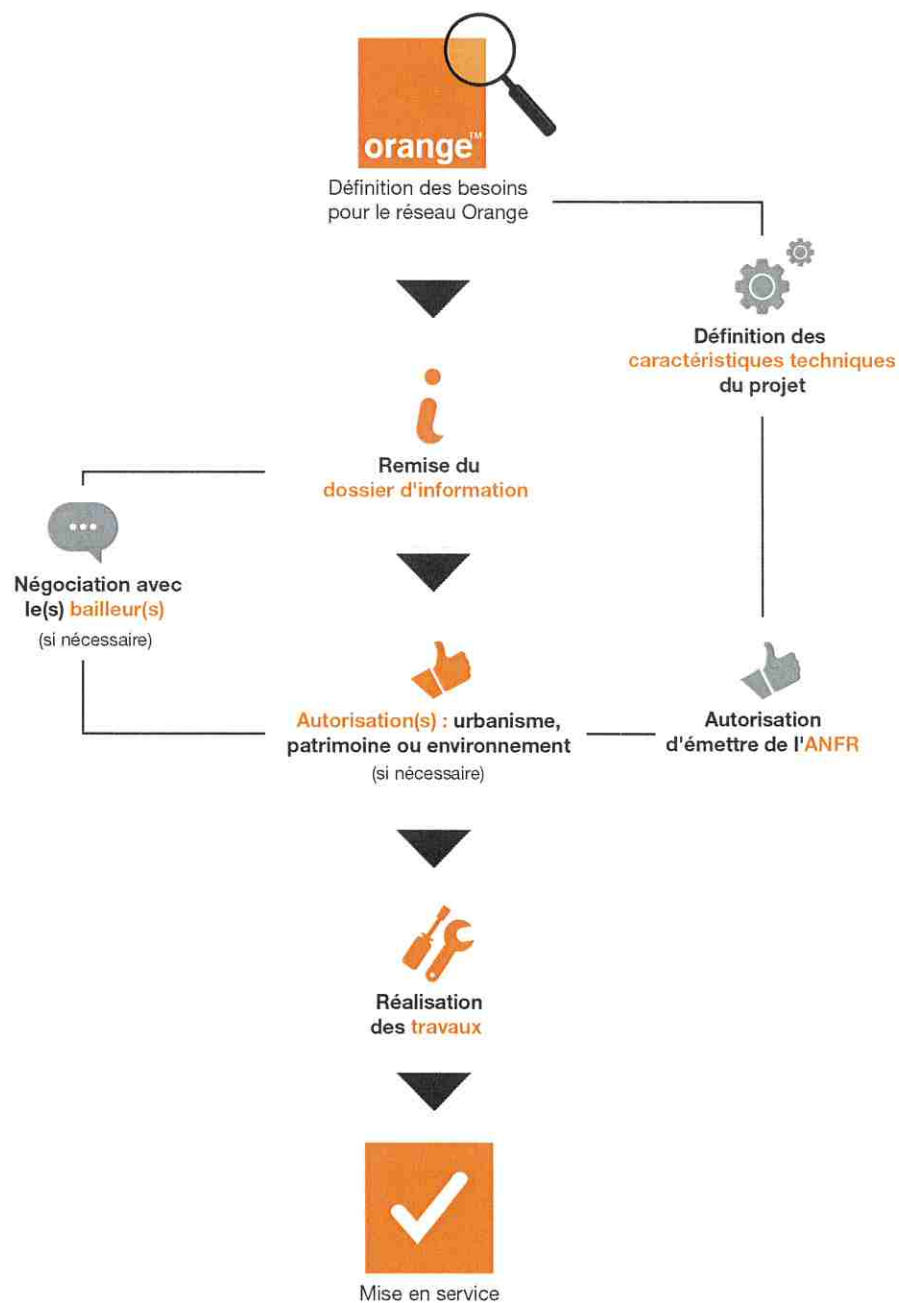 orange™
Définition des besoins
pour le réseau Orange
Définition des
caractéristiques techniques
du projet
Remise du
dossier d'information
Négociation avec
le(s) bailleur(s)
(si nécessaire)
Autorisation(s) : urbanisme,
patrimoine ou environnement
(si nécessaire)
Autorisation
d'émettre de l'ANFR
Réalisation
des travaux
Mise en service